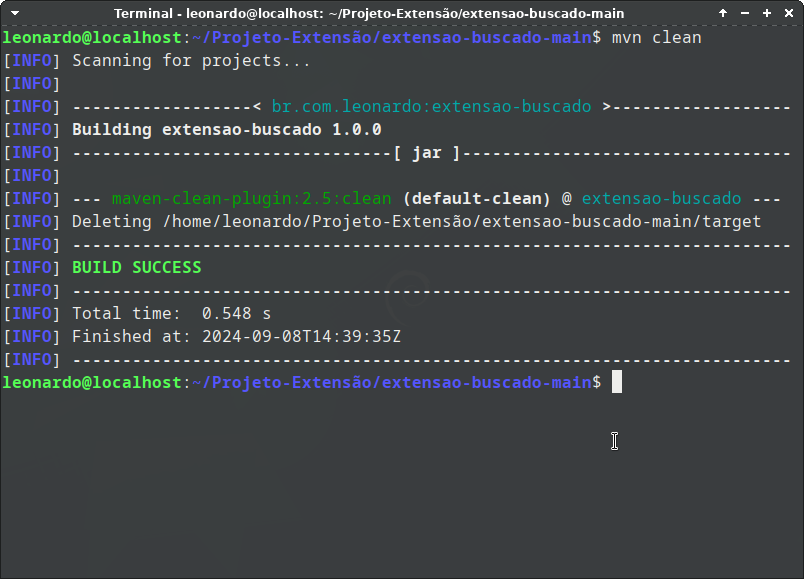 Terminal - leonardo@localhost: ~/Projeto-Extensão/extensao-buscado-main
leonardo@localhost:~/Projeto-Extensão/extensao-buscado-main$ mvn clean
[INFO] Scanning for projects...
[INFO]
[INFO] ------------------< br.com.leonardo:extensao-buscado >------------------
[INFO] Building extensao-buscado 1.0.0
[INFO] --------------------------------[ jar ]---------------------------------
[INFO]
[INFO] --- maven-clean-plugin:2.5:clean (default-clean) @ extensao-buscado ---
[INFO] Deleting /home/leonardo/Projeto-Extensão/extensao-buscado-main/target
[INFO] ------------------------------------------------------------------------
[INFO] BUILD SUCCESS
[INFO] ------------------------------------------------------------------------
[INFO] Total time:  0.548 s
[INFO] Finished at: 2024-09-08T14:39:35Z
[INFO] ------------------------------------------------------------------------
leonardo@localhost:~/Projeto-Extensão/extensao-buscado-main$